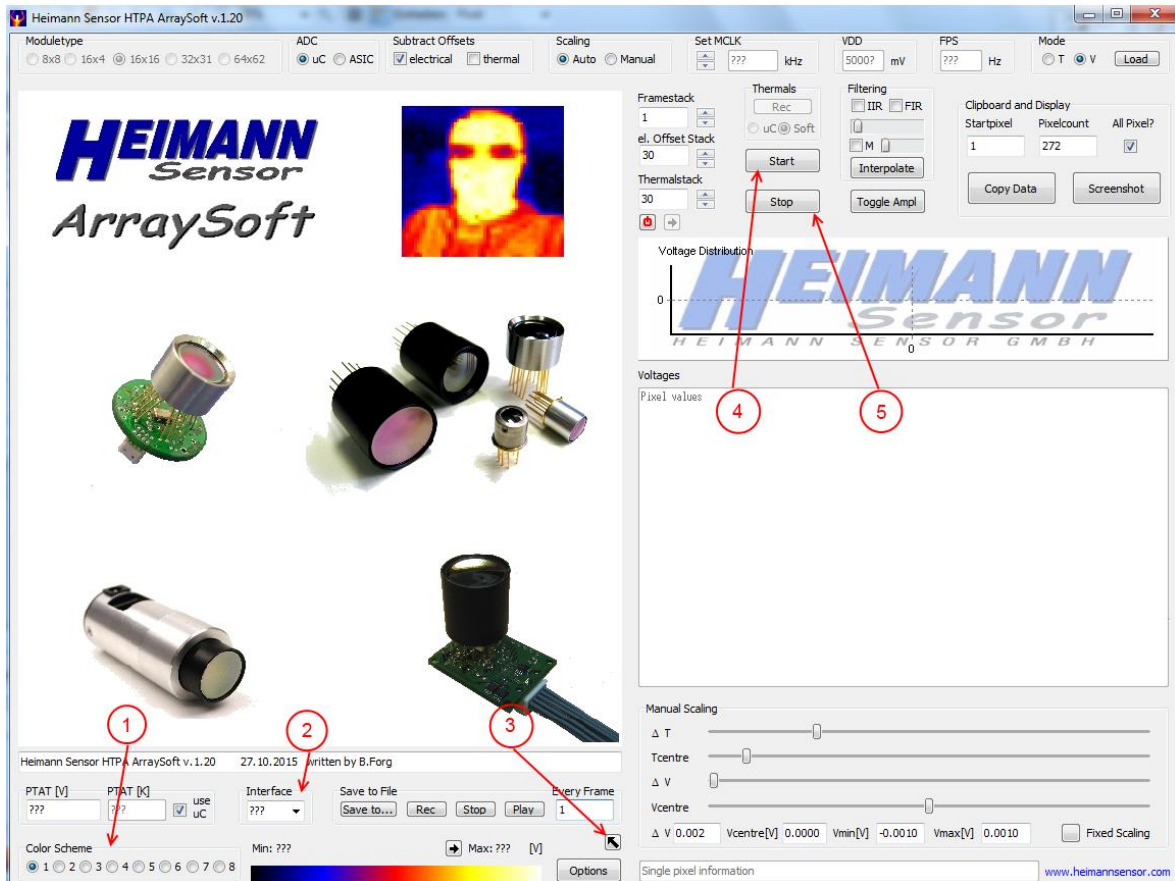 Heimann Sensor HTPA ArraySoft v.1.20
Moduletype
8x8 16x4 16x16 32x31 64x62
ADC
uC ASIC
Subtract Offsets
electrical thermal
Scaling
Auto Manual
Set MCLK
??? kHz
VDD
5000? mV
FPS
??? Hz
Mode
T V Load
HEIMANN
Sensor
ArraySoft
Framestack
1
el. Offset Stack
30
Thermalstack
30
Thermals
Rec
uC Soft
Start
Stop
Filtering
IIR FIR
M
Interpolate
Toggle Ampl
Clipboard and Display
Startpixel Pixelcount All Pixel?
1 272
Copy Data Screenshot
Voltage Distribution
0
0
HEIMANN
Sensor
HEIMANN SENSOR GMBH
Voltages
Pixel values
4
5
1
2
3
Heimann Sensor HTPA ArraySoft v. 1.20 27.10.2015 written by B.Forg
PTAT [V] PTAT [K]
??? ??? use uC
Interface
???
Save to File
Save to... Rec Stop Play
Every Frame
1
Color Scheme
1 2 3 4 5 6 7 8
Min: ??? Max: ??? [V]
Options
Manual Scaling
Δ T
Tcentre
Δ V
Vcentre
Δ V 0.002 Vcentre[V] 0.0000 Vmin[V] -0.0010 Vmax[V] 0.0010 Fixed Scaling
Single pixel information
www.heimannsensor.com